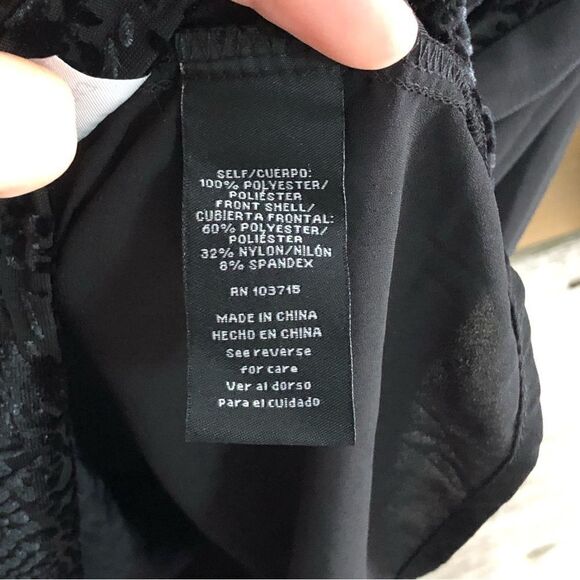 SELF/CUERPO:
100% POLYESTER/
POLIÉSTER
FRONT SHELL/
CUBIERTA FRONTAL:
60% POLYESTER/
POLIÉSTER
32% NYLON/NILÓN
8% SPANDEX
RN 103715
MADE IN CHINA
HECHO EN CHINA
See reverse
for care
Ver al dorso
Para el cuidado